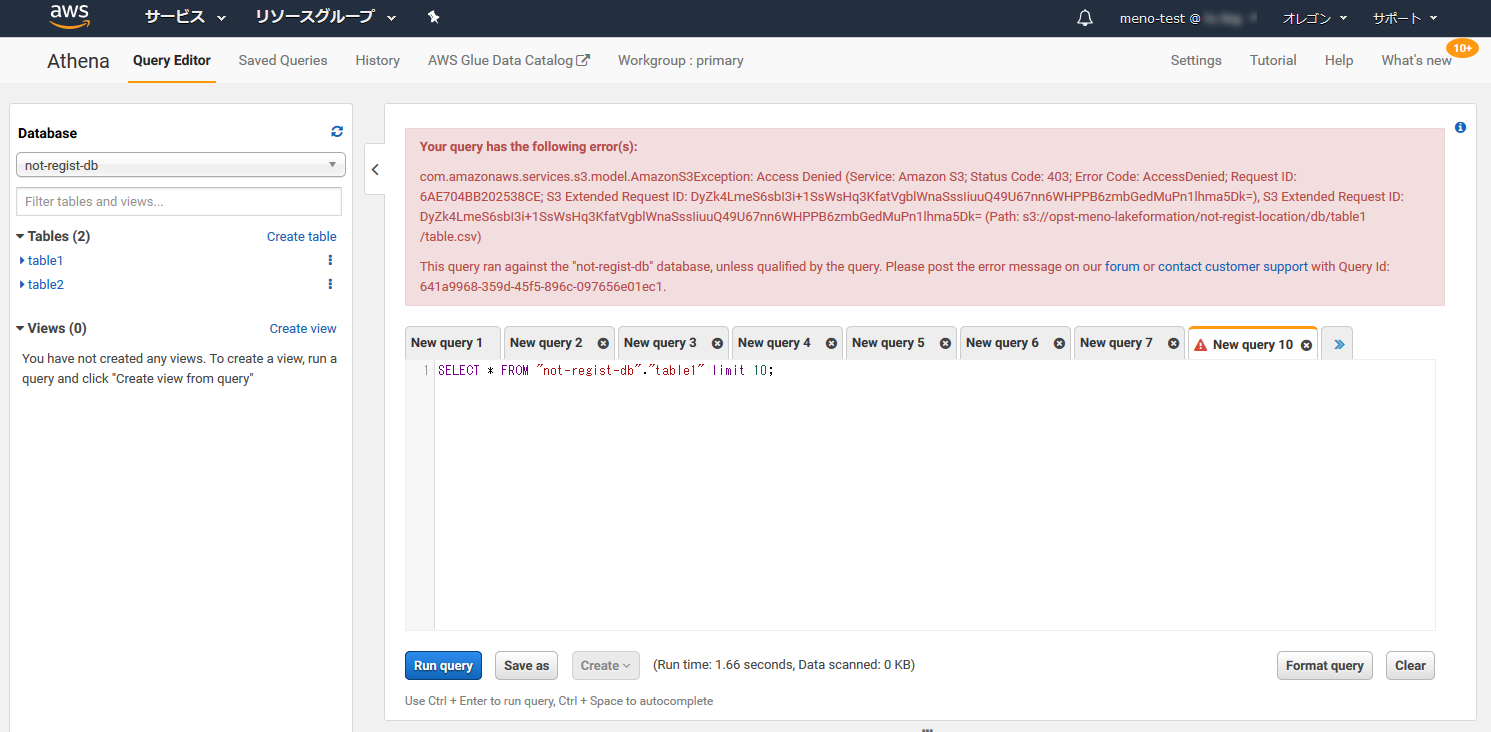 aws サービス リソースグループ meno-test @ オレゴン サポート
Athena Query Editor Saved Queries History AWS Glue Data Catalog Workgroup : primary Settings Tutorial Help What's new 10+
Database
not-regist-db
Filter tables and views...
Tables (2) Create table
table1
table2
Views (0) Create view
You have not created any views. To create a view, run a
query and click "Create view from query"
Your query has the following error(s):
com.amazonaws.services.s3.model.AmazonS3Exception: Access Denied (Service: Amazon S3; Status Code: 403; Error Code: AccessDenied; Request ID:
6AE704BB202538CE; S3 Extended Request ID: DyZk4LmeS6sbI3i+1SsWsHq3KfatVgblWnaSssIiuuQ49U67nn6WHPPB6zmbGedMuPn1lhma5Dk=), S3 Extended Request ID:
DyZk4LmeS6sbI3i+1SsWsHq3KfatVgblWnaSssIiuuQ49U67nn6WHPPB6zmbGedMuPn1lhma5Dk= (Path: s3://opst-meno-lakeformation/not-regist-location/db/table1
/table.csv)
This query ran against the "not-regist-db" database, unless qualified by the query. Please post the error message on our forum or contact customer support with Query Id:
641a9968-359d-45f5-896c-097656e01ec1.
New query 1 New query 2 New query 3 New query 4 New query 5 New query 6 New query 7 New query 10
1 SELECT * FROM "not-regist-db"."table1" limit 10;
Run query Save as Create (Run time: 1.66 seconds, Data scanned: 0 KB) Format query Clear
Use Ctrl + Enter to run query, Ctrl + Space to autocomplete